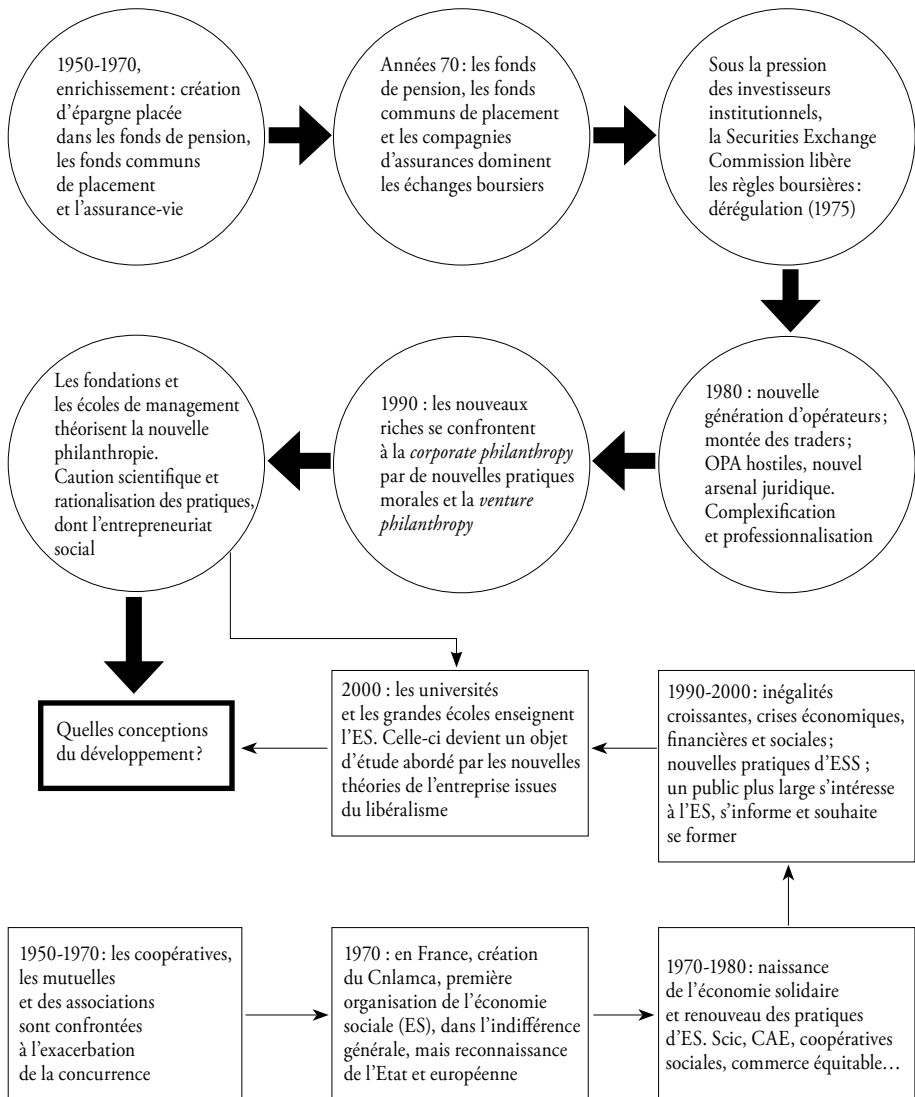 1950-1970,
enrichissement : création
d’épargne placée
dans les fonds de pension,
les fonds communs
de placement
et l’assurance-vie
Années 70 : les fonds
de pension, les fonds
communs de placement
et les compagnies
d’assurances dominent
les échanges boursiers
Sous la pression
des investisseurs
institutionnels,
la Securities Exchange
Commission libère
les règles boursières :
dérégulation (1975)
Les fondations et
les écoles de management
théorisent la nouvelle
philanthropie.
Caution scientifique et
rationalisation des pratiques,
dont l’entrepreneuriat
social
1990 : les nouveaux
riches se confrontent
à la corporate philanthropy
par de nouvelles pratiques
morales et la venture
philanthropy
1980 : nouvelle
génération d’opérateurs ;
montée des traders ;
OPA hostiles, nouvel
arsenal juridique.
Complexification
et professionnalisation
Quelles conceptions
du développement ?
2000 : les universités
et les grandes écoles enseignent
l’ES. Celle-ci devient un objet
d’étude abordé par les nouvelles
théories de l’entreprise issues
du libéralisme
1990-2000 : inégalités
croissantes, crises économiques,
financières et sociales ;
nouvelles pratiques d’ESS ;
un public plus large s’intéresse
à l’ES, s’informe et souhaite
se former
1950-1970 : les coopératives,
les mutuelles
et des associations
sont confrontées
à l’exacerbation
de la concurrence
1970 : en France, création
du Cnlamca, première
organisation de l’économie
sociale (ES), dans l’indifférence
générale, mais reconnaissance
de l’Etat et européenne
1970-1980 : naissance
de l’économie solidaire
et renouveau des pratiques
d’ES. Scic, CAE, coopératives
sociales, commerce équitable…